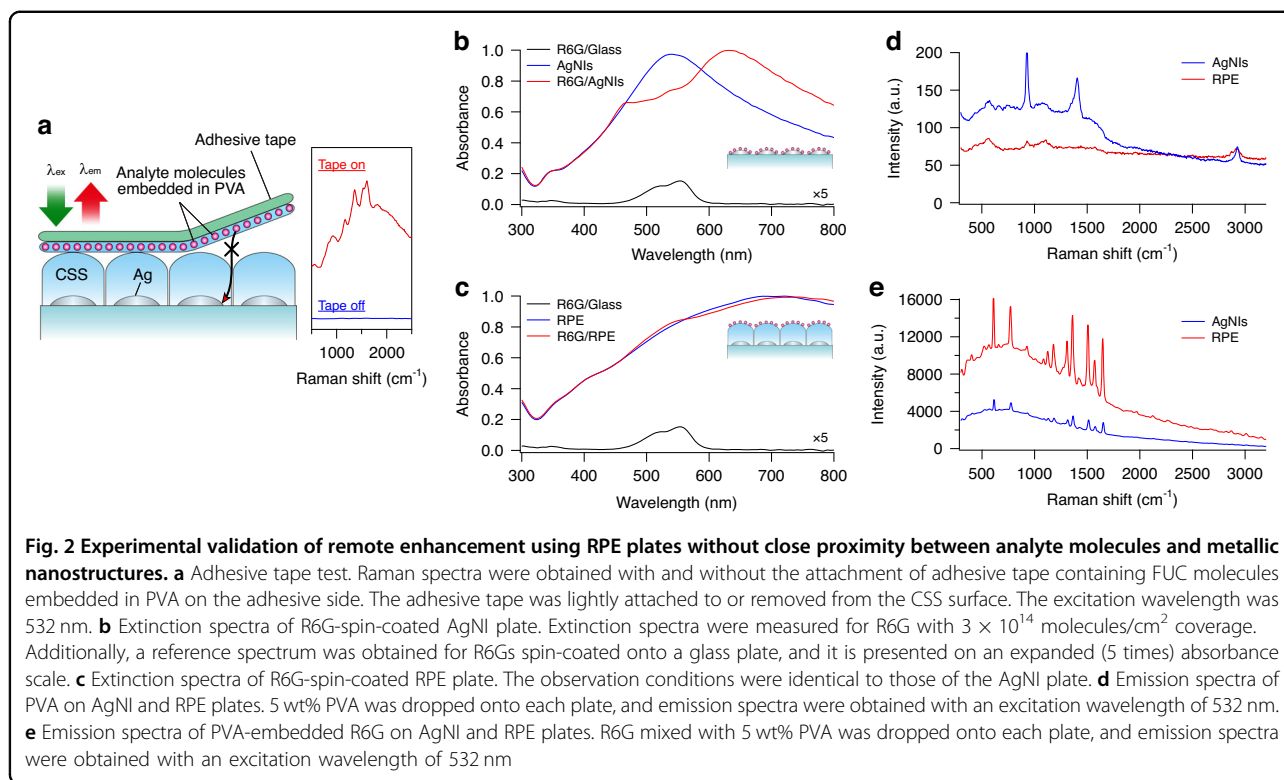 a
Adhesive tape
Analyte molecules
embedded in PVA
λex
λem
CSS
Ag
Tape on
Tape off
1000
2000
Raman shift (cm-1)
b
R6G/Glass
AgNIs
R6G/AgNIs
1.0
0.8
0.6
0.4
0.2
0.0
Absorbance
×5
300
400
500
600
700
800
Wavelength (nm)
c
R6G/Glass
RPE
R6G/RPE
1.0
0.8
0.6
0.4
0.2
0.0
Absorbance
×5
300
400
500
600
700
800
Wavelength (nm)
d
AgNIs
RPE
200
150
100
50
0
Intensity (a.u.)
500
1000
1500
2000
2500
3000
Raman shift (cm-1)
e
AgNIs
RPE
16000
12000
8000
4000
0
Intensity (a.u.)
500
1000
1500
2000
2500
3000
Raman shift (cm-1)
Fig. 2 Experimental validation of remote enhancement using RPE plates without close proximity between analyte molecules and metallic
nanostructures. a Adhesive tape test. Raman spectra were obtained with and without the attachment of adhesive tape containing FUC molecules
embedded in PVA on the adhesive side. The adhesive tape was lightly attached to or removed from the CSS surface. The excitation wavelength was
532 nm. b Extinction spectra of R6G-spin-coated AgNI plate. Extinction spectra were measured for R6G with 3 × 10^14 molecules/cm² coverage.
Additionally, a reference spectrum was obtained for R6Gs spin-coated onto a glass plate, and it is presented on an expanded (5 times) absorbance
scale. c Extinction spectra of R6G-spin-coated RPE plate. The observation conditions were identical to those of the AgNI plate. d Emission spectra of
PVA on AgNI and RPE plates. 5 wt% PVA was dropped onto each plate, and emission spectra were obtained with an excitation wavelength of 532 nm.
e Emission spectra of PVA-embedded R6G on AgNI and RPE plates. R6G mixed with 5 wt% PVA was dropped onto each plate, and emission spectra
were obtained with an excitation wavelength of 532 nm